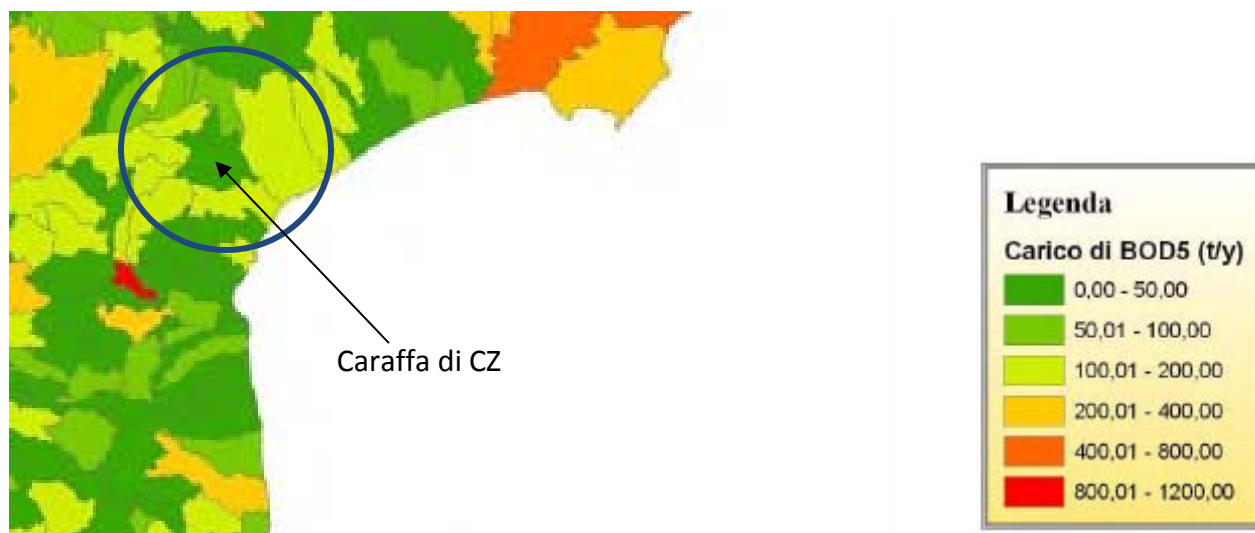 Caraffa di CZ
Legenda
Carico di BOD5 (t/y)
0,00 - 50,00
50,01 - 100,00
100,01 - 200,00
200,01 - 400,00
400,01 - 800,00
800,01 - 1200,00